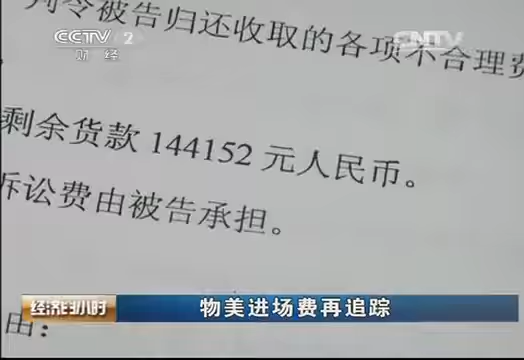 CCTV 2
财经
CNTV
判令被告归还收取的各项不合理费
剩余货款 144152 元人民币。
诉讼费由被告承担。
经济半小时
物美进场费再追踪
由：